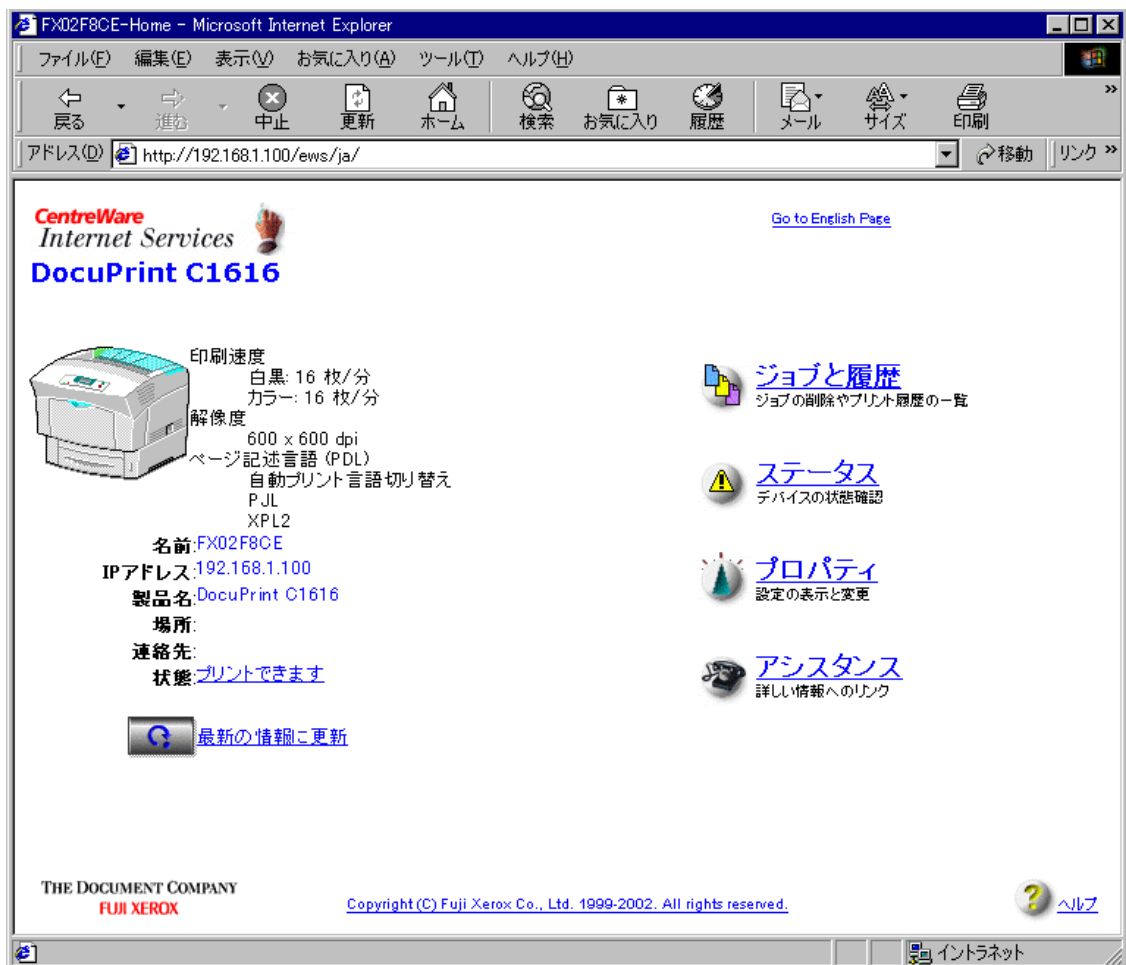 FX02F8CE-Home - Microsoft Internet Explorer
ファイル(F) 編集(E) 表示(V) お気に入り(A) ツール(T) ヘルプ(H)
戻る 進む 中止 更新 ホーム 検索 お気に入り 履歴 メール サイズ 印刷 »
アドレス(D) http://192.168.1.100/ews/ja/ 移動 リンク »
CentreWare
Internet Services
Go to English Page
DocuPrint C1616
印刷速度
白黒: 16 枚/分
カラー: 16 枚/分
解像度
600 x 600 dpi
ページ記述言語 (PDL)
自動プリント言語切り替え
PJL
XPL2
名前:FX02F8CE
IPアドレス:192.168.1.100
製品名:DocuPrint C1616
場所:
連絡先:
状態:プリントできます
最新の情報に更新
ジョブと履歴
ジョブの削除やプリント履歴の一覧
ステータス
デバイスの状態確認
プロパティ
設定の表示と変更
アシスタンス
詳しい情報へのリンク
THE DOCUMENT COMPANY
FUJI XEROX
Copyright (C) Fuji Xerox Co., Ltd. 1999-2002. All rights reserved.
ヘルプ
イントラネット